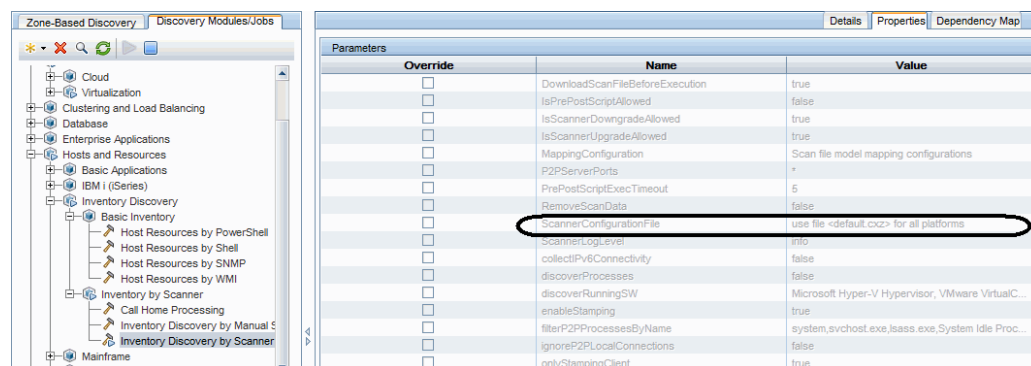 Zone-Based Discovery
Discovery Modules/Jobs
Cloud
Virtualization
Clustering and Load Balancing
Database
Enterprise Applications
Hosts and Resources
Basic Applications
IBM i (iSeries)
Inventory Discovery
Basic Inventory
Host Resources by PowerShell
Host Resources by Shell
Host Resources by SNMP
Host Resources by WMI
Inventory by Scanner
Call Home Processing
Inventory Discovery by Manual S
Inventory Discovery by Scanner
Mainframe
Details Properties Dependency Map
Parameters
Override Name Value
DownloadScanFileBeforeExecution true
IsPrePostScriptAllowed false
IsScannerDowngradeAllowed true
IsScannerUpgradeAllowed true
MappingConfiguration Scan file model mapping configurations
P2PServerPorts *
PrePostScriptExecTimeout 5
RemoveScanData false
ScannerConfigurationFile use file <default.cxz> for all platforms
ScannerLogLevel info
collectIPv6Connectivity false
discoverProcesses false
discoverRunningSW Microsoft Hyper-V Hypervisor, VMware VirtualC...
enableStamping true
filterP2PProcessesByName system,svchost.exe,lsass.exe,System Idle Proc...
ignoreP2PLocalConnections false
onlyStampingClient true